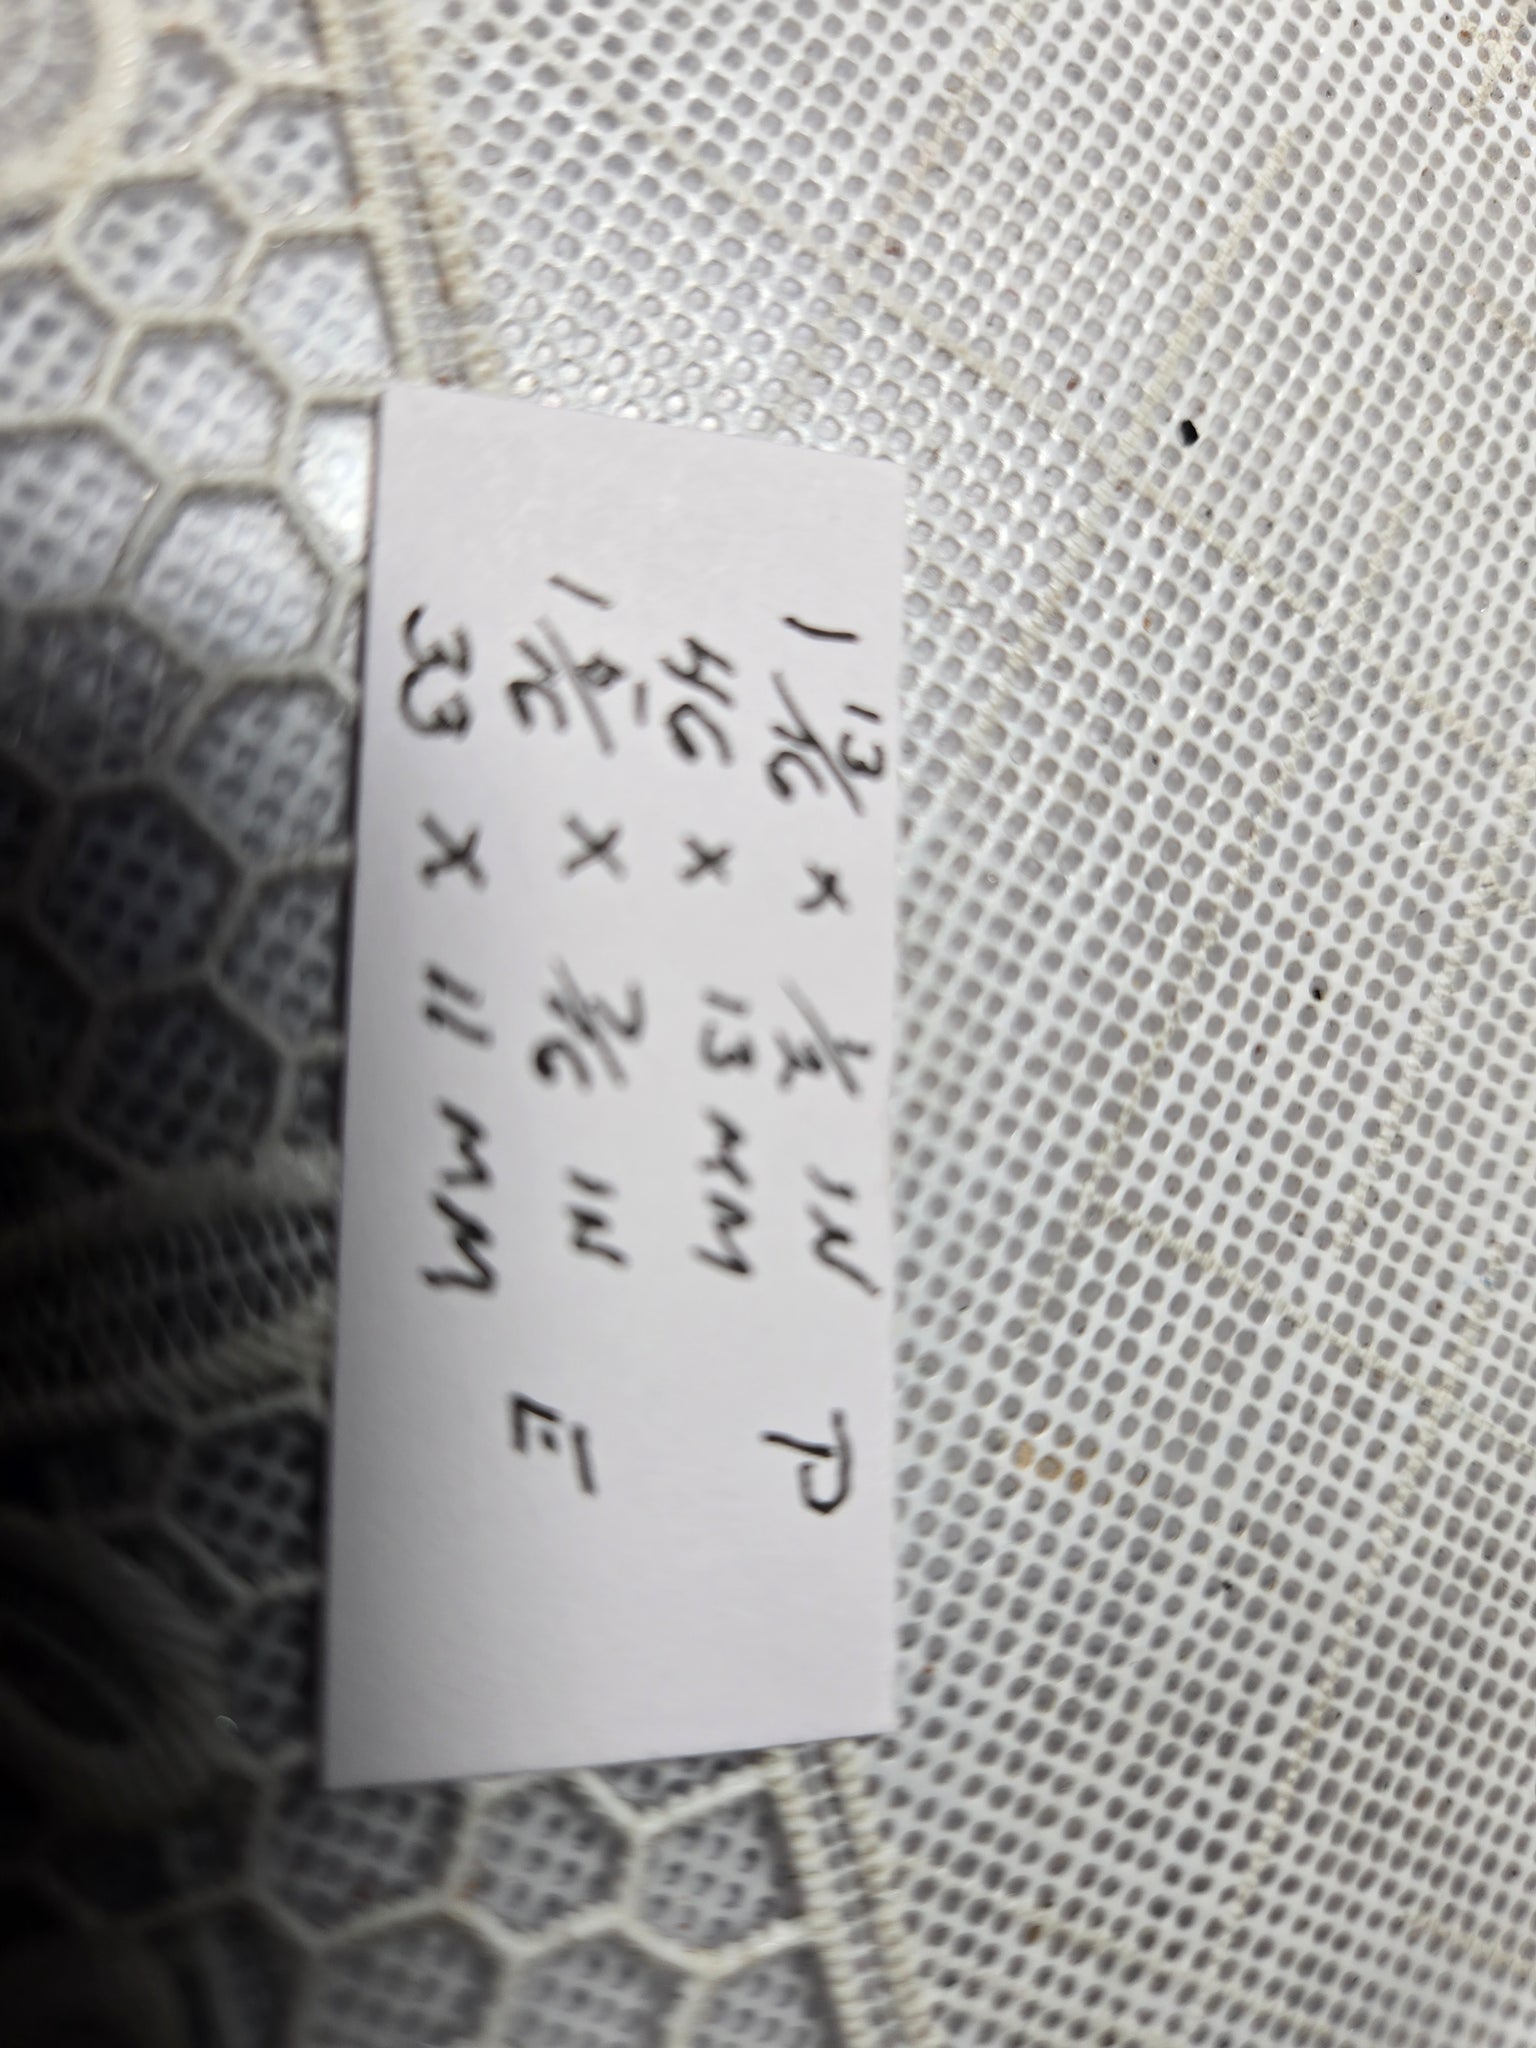 1 13/16 x 1/2 IN P
46 x 13 MM
1 5/16 x 7/16 IN E
33 x 11 MM